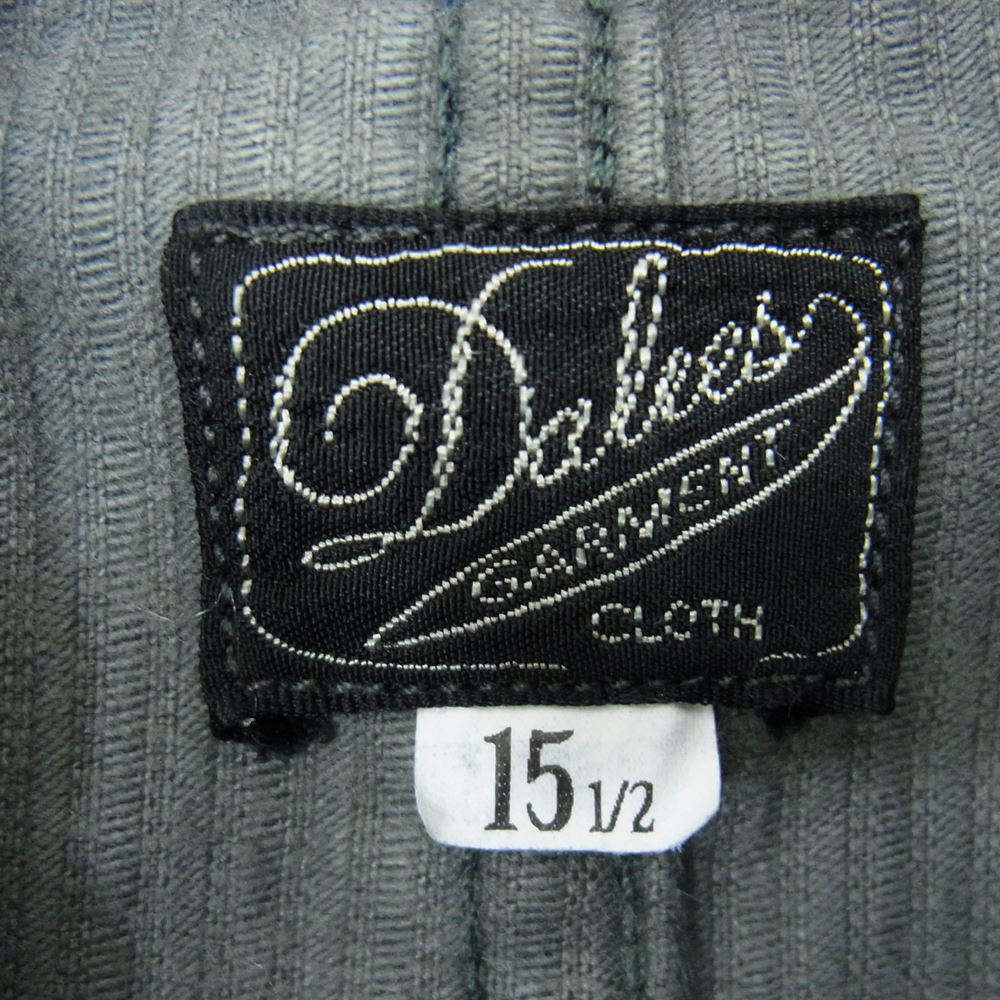 Dalee's
GARMENT
CLOTH
15 1/2